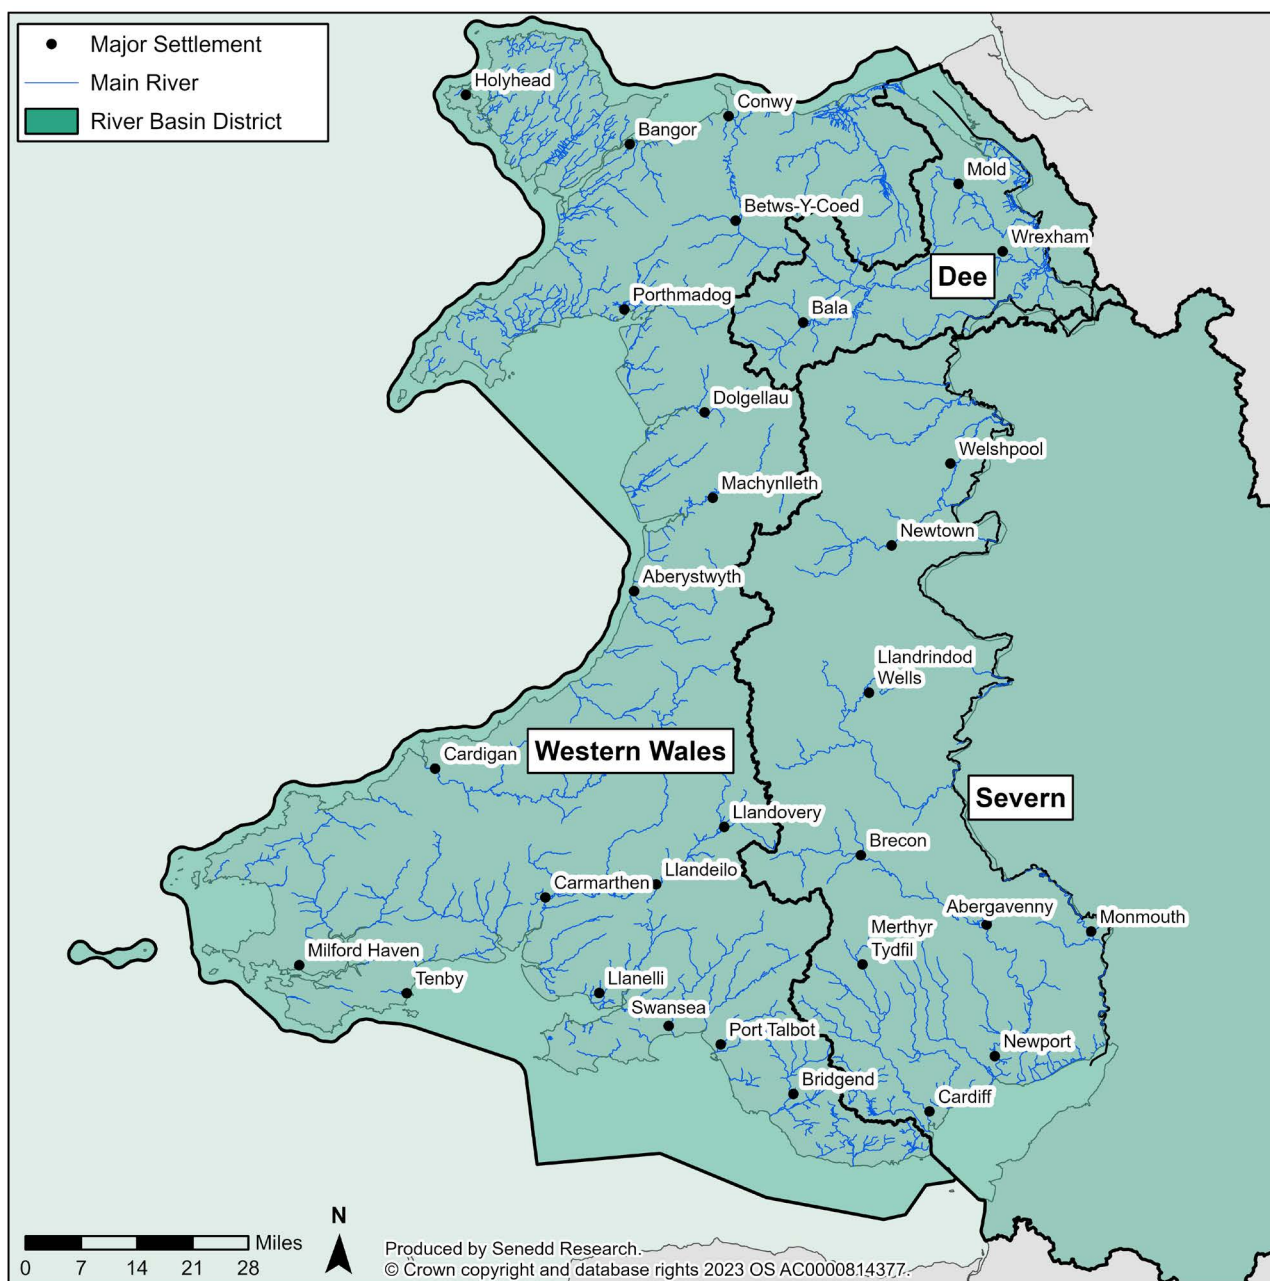 Major Settlement
Main River
River Basin District
Holyhead
Conwy
Bangor
Mold
Betws-Y-Coed
Wrexham
Dee
Porthmadog
Bala
Dolgellau
Welshpool
Machynlleth
Newtown
Aberystwyth
Llandrindod
Wells
Western Wales
Cardigan
Severn
Llandovery
Brecon
Llandeilo
Carmarthen
Abergavenny
Monmouth
Merthyr
Tydfil
Milford Haven
Tenby
Llanelli
Swansea
Port Talbot
Newport
Bridgend
Cardiff
N
Miles
0 7 14 21 28
Produced by Senedd Research.
© Crown copyright and database rights 2023 OS AC0000814377.